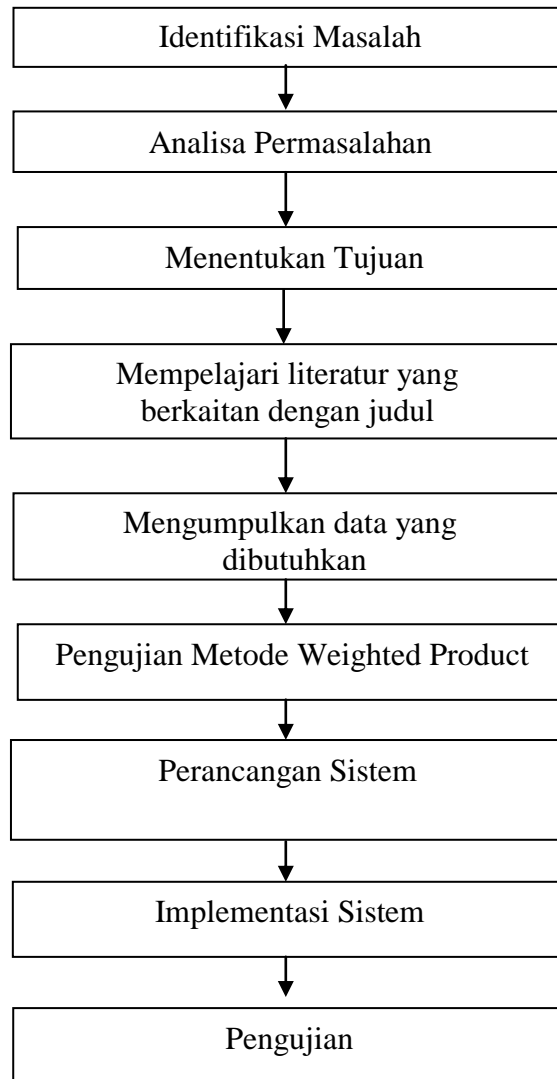 Identifikasi Masalah
Analisa Permasalahan
Menentukan Tujuan
Mempelajari literatur yang
berkaitan dengan judul
Mengumpulkan data yang
dibutuhkan
Pengujian Metode Weighted Product
Perancangan Sistem
Implementasi Sistem
Pengujian